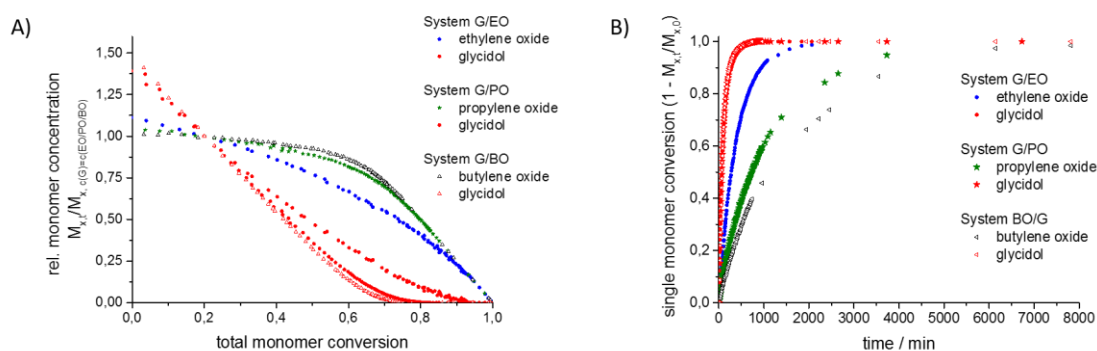 A)
rel. monomer concentration
M_x,t/M_x, c(G)=c(EO/PO/BO)
1,50
1,25
1,00
0,75
0,50
0,25
0,00
0,0
0,2
0,4
0,6
0,8
1,0
total monomer conversion
System G/EO
ethylene oxide
glycidol
System G/PO
propylene oxide
glycidol
System G/BO
butylene oxide
glycidol
B)
single monomer conversion (1 - M_x,t/M_x,0)
1,0
0,8
0,6
0,4
0,2
0,0
0
1000
2000
3000
4000
5000
6000
7000
8000
time / min
System G/EO
ethylene oxide
glycidol
System G/PO
propylene oxide
glycidol
System BO/G
butylene oxide
glycidol